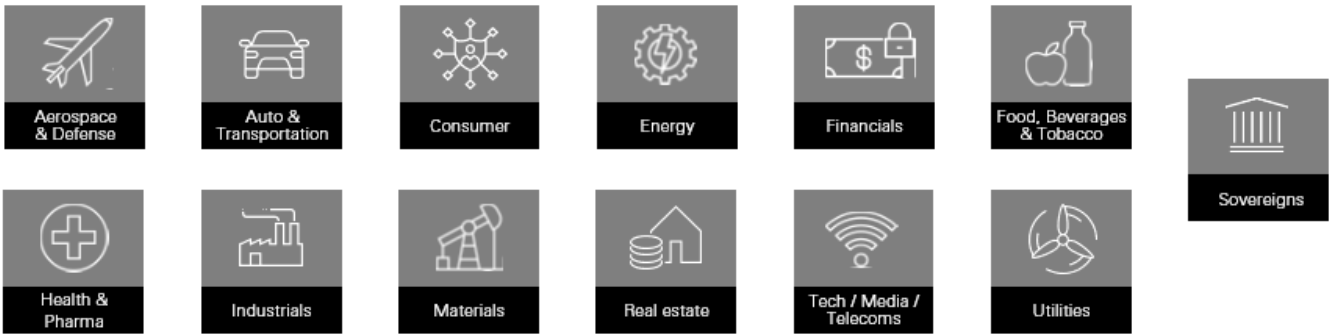 Aerospace
& Defense
Auto &
Transportation
Consumer
Energy
$
Financials
Food, Beverages
& Tobacco
Sovereigns
Health &
Pharma
Industrials
Materials
Real estate
Tech / Media /
Telecoms
Utilities